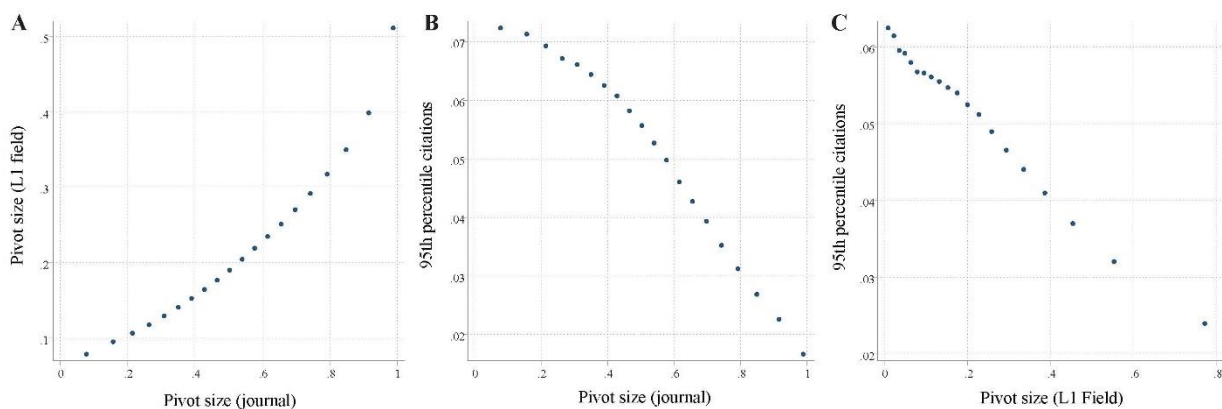 A
Pivot size (L1 field)
.5
.4
.3
.2
.1
0 .2 .4 .6 .8 1
Pivot size (journal)
B
95th percentile citations
.07
.06
.05
.04
.03
.02
0 .2 .4 .6 .8 1
Pivot size (journal)
C
95th percentile citations
.06
.05
.04
.03
.02
0 .2 .4 .6 .8
Pivot size (L1 Field)